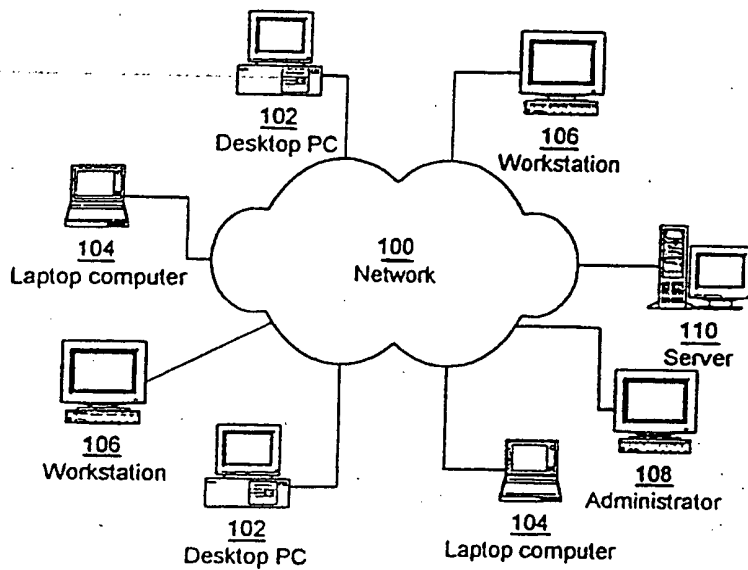 102
Desktop PC
106
Workstation
104
Laptop computer
100
Network
110
Server
106
Workstation
108
Administrator
102
Desktop PC
104
Laptop computer